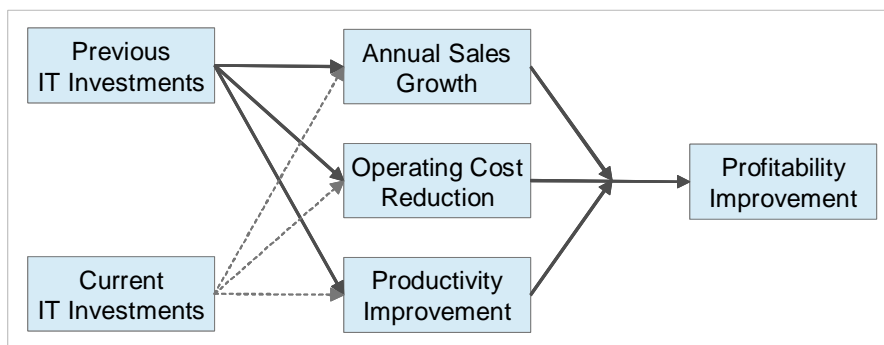 Previous
IT Investments
Annual Sales
Growth
Operating Cost
Reduction
Profitability
Improvement
Current
IT Investments
Productivity
Improvement